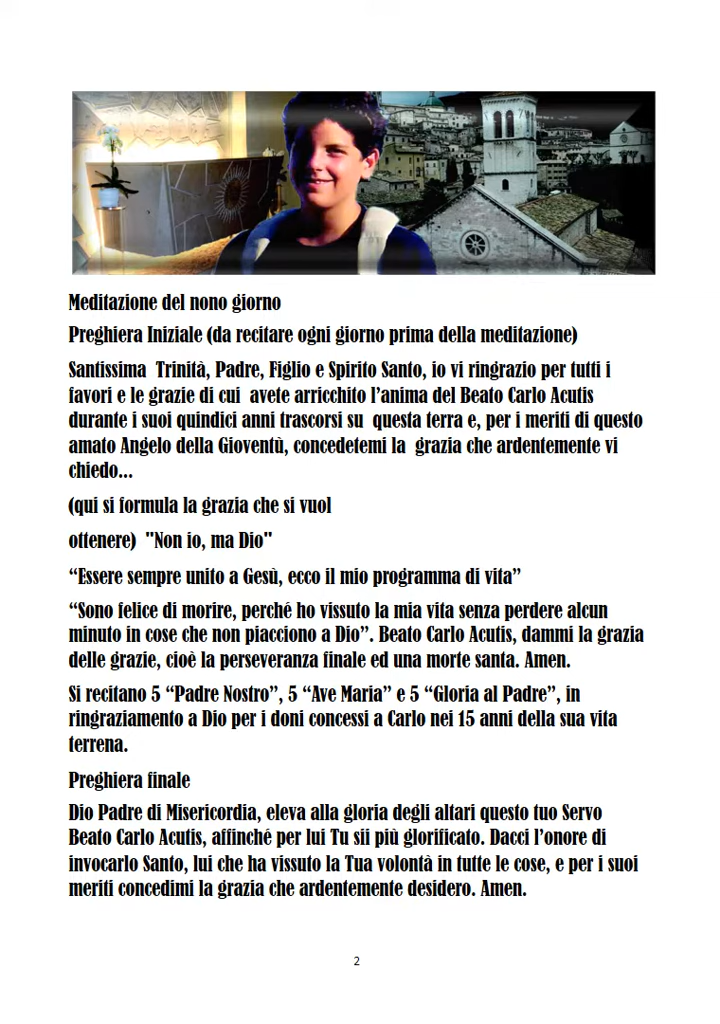 Meditazione del nono giorno
Preghiera Iniziale (da recitare ogni giorno prima della meditazione)
Santissima Trinità, Padre, Figlio e Spirito Santo, io vi ringrazio per tutti i
favori e le grazie di cui avete arricchito l’anima del Beato Carlo Acutis
durante i suoi quindici anni trascorsi su questa terra e, per i meriti di questo
amato Angelo della Gioventù, concedetemi la grazia che ardentemente vi
chiedo...
(qui si formula la grazia che si vuol
ottenere) "Non io, ma Dio"
“Essere sempre unito a Gesù, ecco il mio programma di vita”
“Sono felice di morire, perché ho vissuto la mia vita senza perdere alcun
minuto in cose che non piacciono a Dio”. Beato Carlo Acutis, dammi la grazia
delle grazie, cioè la perseveranza finale ed una morte santa. Amen.
Si recitano 5 “Padre Nostro”, 5 “Ave Maria” e 5 “Gloria al Padre”, in
ringraziamento a Dio per i doni concessi a Carlo nei 15 anni della sua vita
terrena.
Preghiera finale
Dio Padre di Misericordia, eleva alla gloria degli altari questo tuo Servo
Beato Carlo Acutis, affinché per lui Tu sii più glorificato. Dacci l’onore di
invocarlo Santo, lui che ha vissuto la Tua volontà in tutte le cose, e per i suoi
meriti concedimi la grazia che ardentemente desidero. Amen.
2